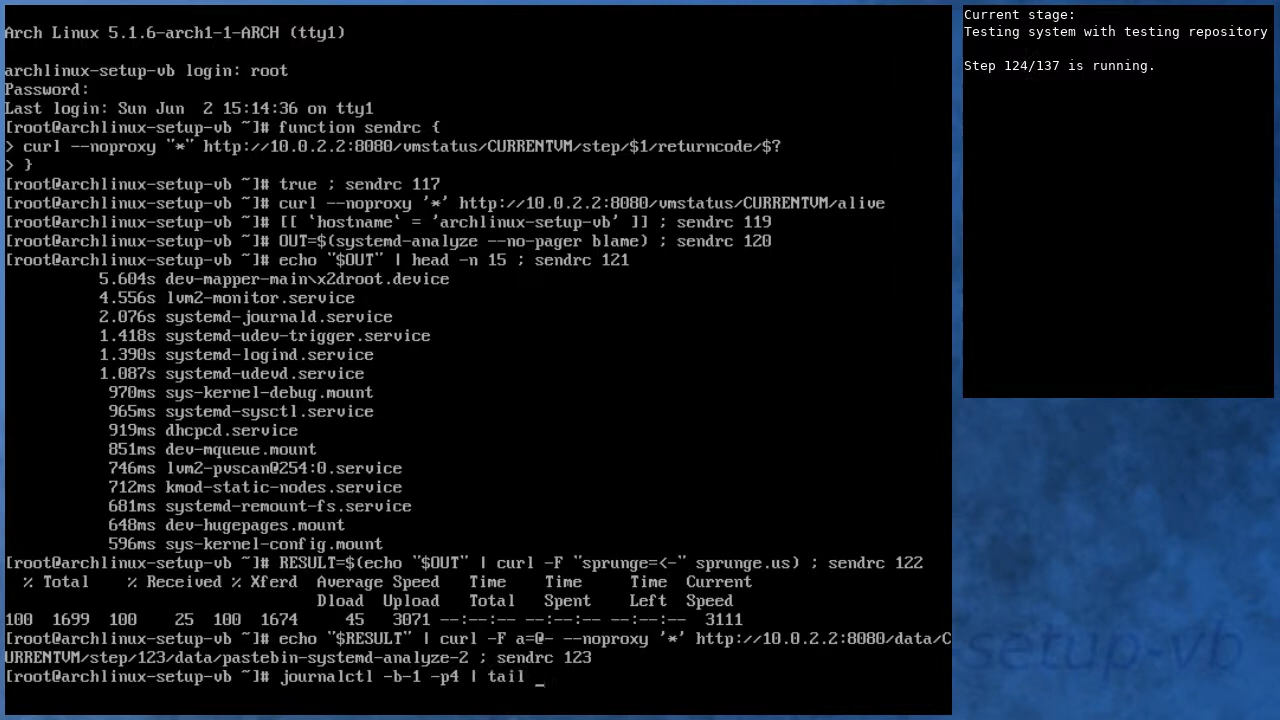 Arch Linux 5.1.6-arch1-1-ARCH (tty1)
archlinux-setup-vb login: root
Password:
Last login: Sun Jun  2 15:14:36 on tty1
[root@archlinux-setup-vb ~]# function sendrc {
> curl --noproxy "*" http://10.0.2.2:8080/vmstatus/CURRENTVM/step/$1/returncode/$?
> }
[root@archlinux-setup-vb ~]# true ; sendrc 117
[root@archlinux-setup-vb ~]# curl --noproxy '*' http://10.0.2.2:8080/vmstatus/CURRENTVM/alive
[root@archlinux-setup-vb ~]# [[ `hostname` = 'archlinux-setup-vb' ]] ; sendrc 119
[root@archlinux-setup-vb ~]# OUT=$(systemd-analyze --no-pager blame) ; sendrc 120
[root@archlinux-setup-vb ~]# echo "$OUT" | head -n 15 ; sendrc 121
5.604s dev-mapper-main\x2droot.device
4.556s lvm2-monitor.service
2.076s systemd-journald.service
1.418s systemd-udev-trigger.service
1.390s systemd-logind.service
1.087s systemd-udevd.service
970ms sys-kernel-debug.mount
965ms systemd-sysctl.service
919ms dhcpcd.service
851ms dev-mqueue.mount
746ms lvm2-pvscan@254:0.service
712ms kmod-static-nodes.service
681ms systemd-remount-fs.service
648ms dev-hugepages.mount
596ms sys-kernel-config.mount
[root@archlinux-setup-vb ~]# RESULT=$(echo "$OUT" | curl -F "sprunge=<-" sprunge.us) ; sendrc 122
  % Total    % Received % Xferd  Average Speed   Time    Time     Time  Current
                                 Dload  Upload   Total   Spent    Left  Speed
100  1699  100    25  100  1674     45   3071 --:--:-- --:--:-- --:--:--  3111
[root@archlinux-setup-vb ~]# echo "$RESULT" | curl -F a=@- --noproxy '*' http://10.0.2.2:8080/data/C
URRENTVM/step/123/data/pastebin-systemd-analyze-2 ; sendrc 123
[root@archlinux-setup-vb ~]# journalctl -b-1 -p4 | tail _
Current stage:
Testing system with testing repository
Step 124/137 is running.
setup-vb